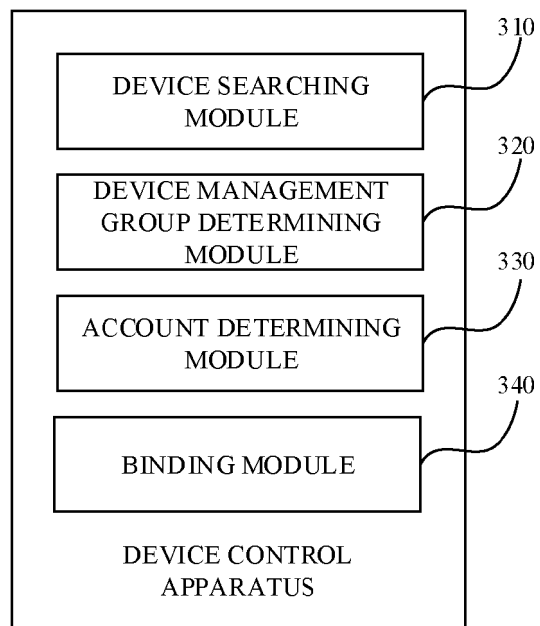 310
DEVICE SEARCHING
MODULE
320
DEVICE MANAGEMENT
GROUP DETERMINING
MODULE
330
ACCOUNT DETERMINING
MODULE
340
BINDING MODULE
DEVICE CONTROL
APPARATUS